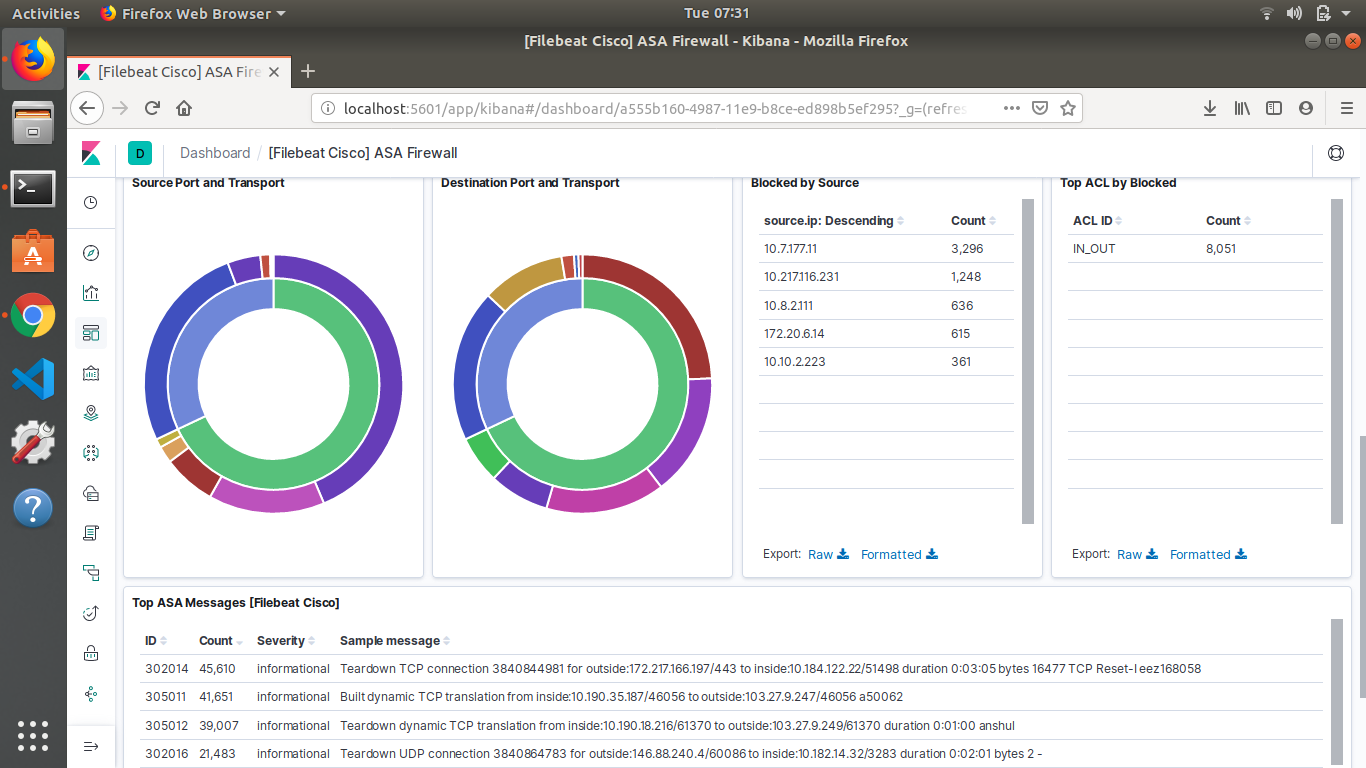 Activities Firefox Web Browser Tue 07:31
[Filebeat Cisco] ASA Firewall - Kibana - Mozilla Firefox
[Filebeat Cisco] ASA Fire
localhost:5601/app/kibana#/dashboard/a555b160-4987-11e9-b8ce-ed898b5ef295?_g=(refres
D Dashboard / [Filebeat Cisco] ASA Firewall
Source Port and Transport
Destination Port and Transport
Blocked by Source
source.ip: Descending Count
10.7.177.11 3,296
10.217.116.231 1,248
10.8.2.111 636
172.20.6.14 615
10.10.2.223 361
Export: Raw Formatted
Top ACL by Blocked
ACL ID Count
IN_OUT 8,051
Export: Raw Formatted
Top ASA Messages [Filebeat Cisco]
ID Count Severity Sample message
302014 45,610 informational Teardown TCP connection 3840844981 for outside:172.217.166.197/443 to inside:10.184.122.22/51498 duration 0:03:05 bytes 16477 TCP Reset-I eez168058
305011 41,651 informational Built dynamic TCP translation from inside:10.190.35.187/46056 to outside:103.27.9.247/46056 a50062
305012 39,007 informational Teardown dynamic TCP translation from inside:10.190.18.216/61370 to outside:103.27.9.249/61370 duration 0:01:00 anshul
302016 21,483 informational Teardown UDP connection 3840864783 for outside:146.88.240.4/60086 to inside:10.182.14.32/3283 duration 0:02:01 bytes 2 -